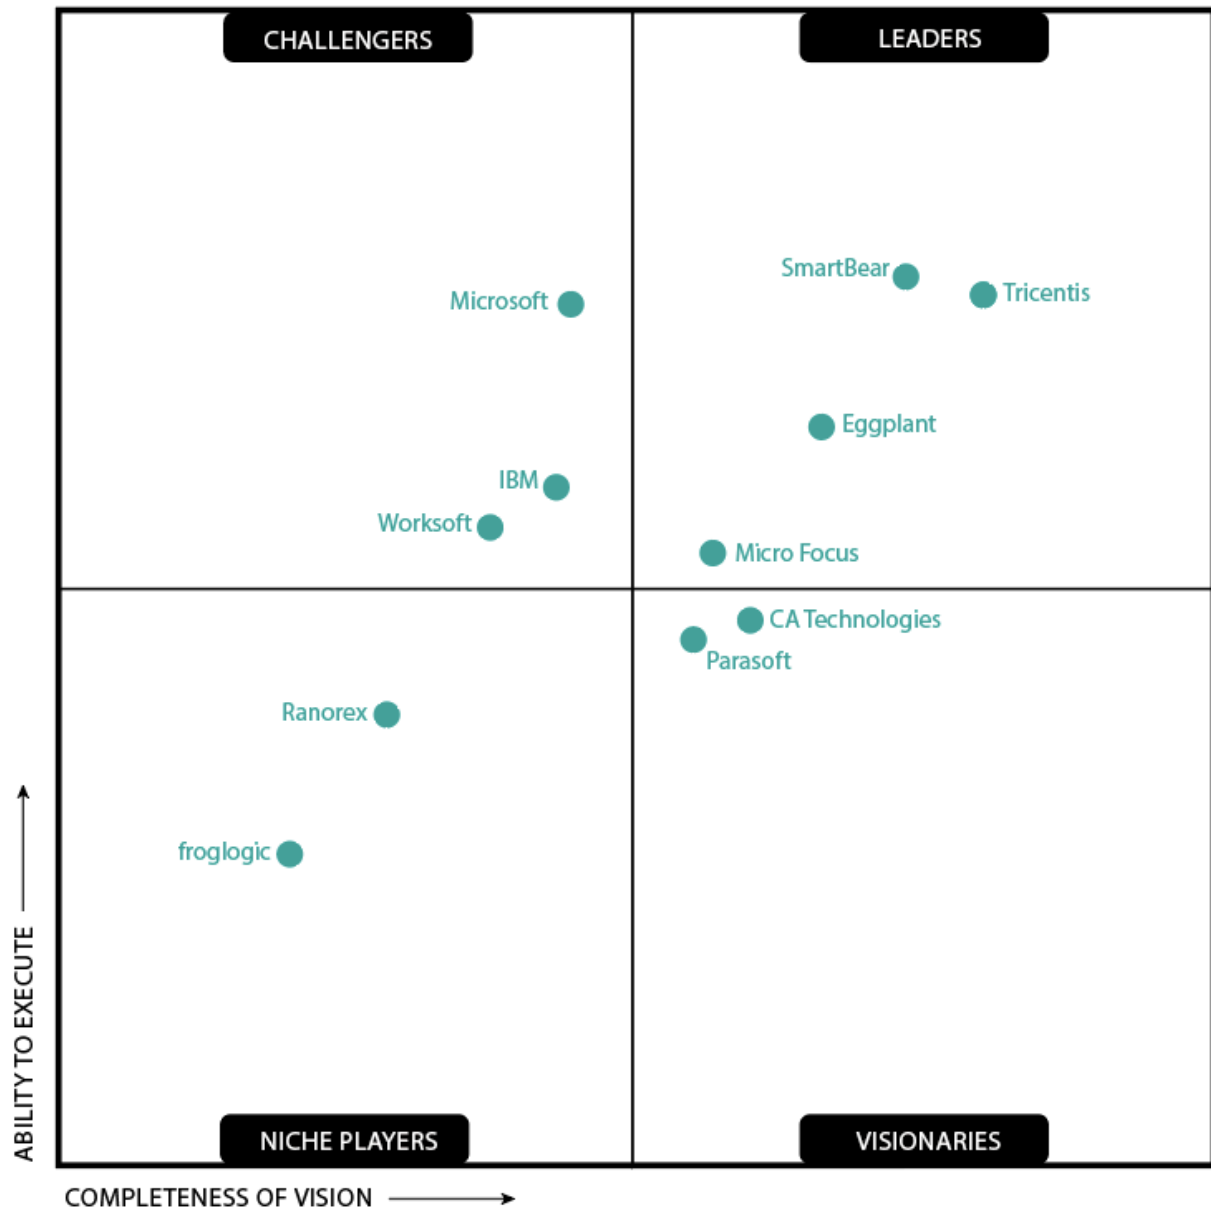 CHALLENGERS
LEADERS
SmartBear
Tricentis
Microsoft
Eggplant
IBM
Worksoft
Micro Focus
CA Technologies
Parasoft
Ranorex
froglogic
ABILITY TO EXECUTE
NICHE PLAYERS
VISIONARIES
COMPLETENESS OF VISION